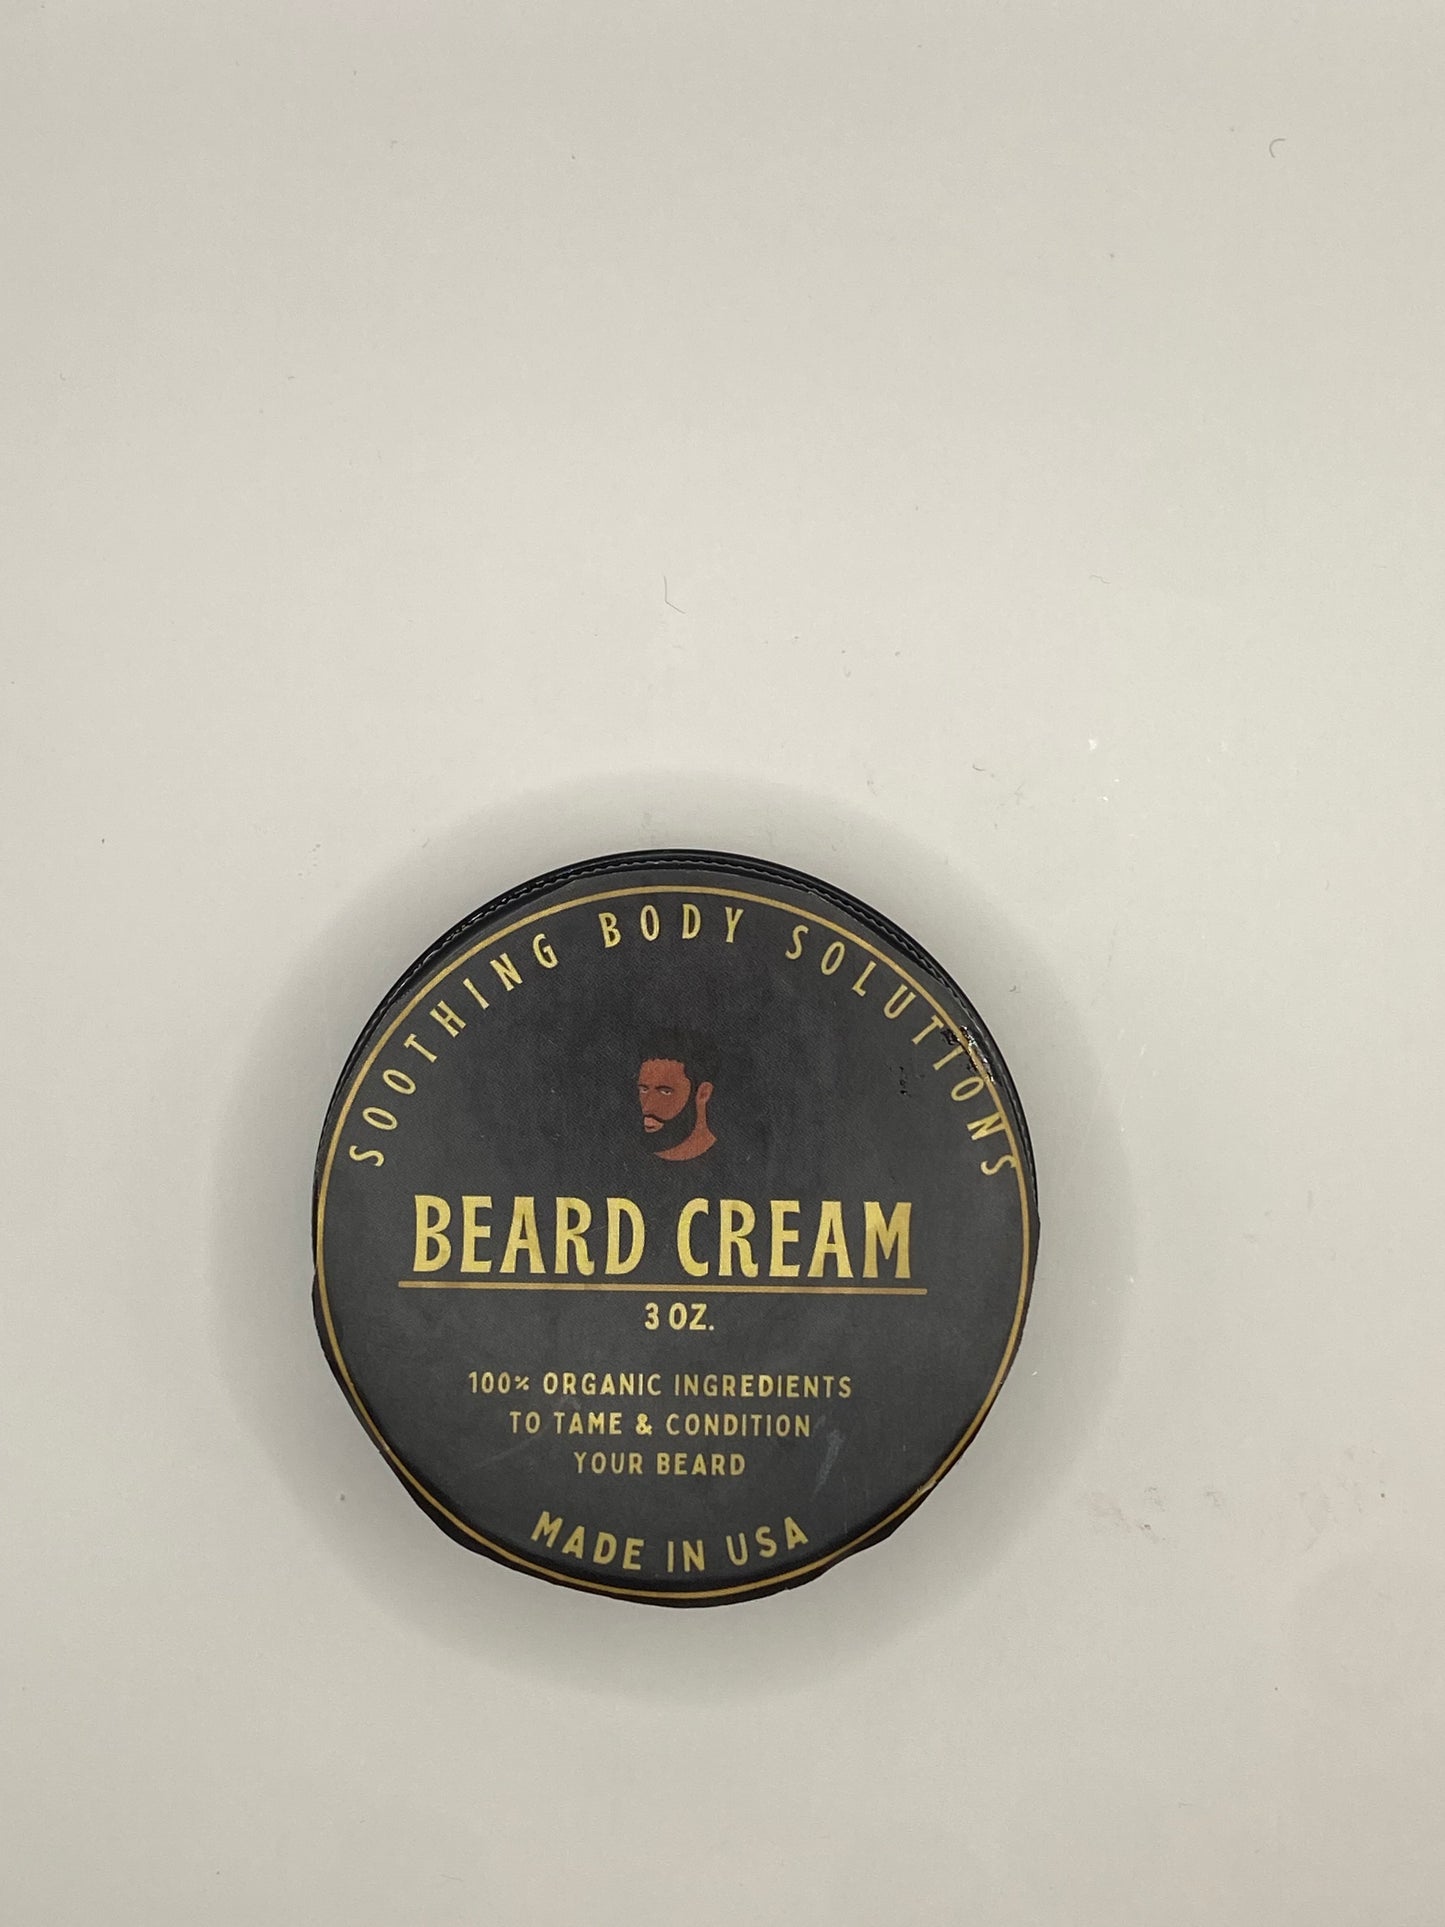 SOOTHING BODY SOLUTIONS
BEARD CREAM
3 OZ.
100% ORGANIC INGREDIENTS
TO TAME & CONDITION
YOUR BEARD
MADE IN USA